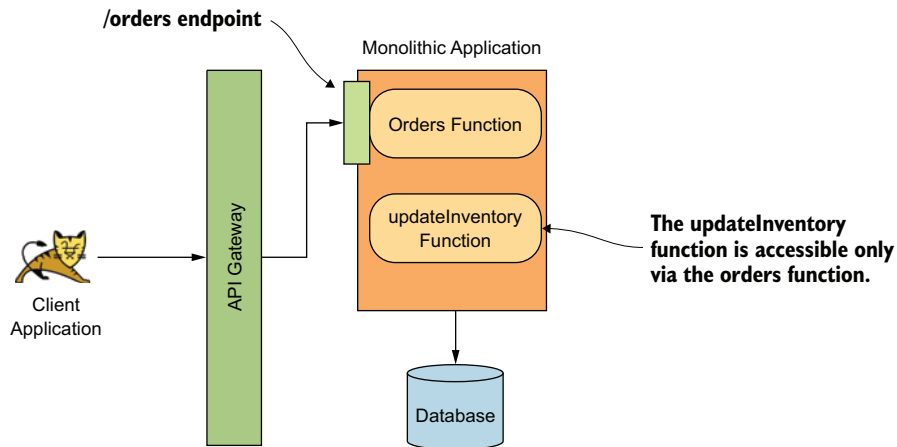 /orders endpoint
Monolithic Application
Orders Function
updateInventory
Function
The updateInventory
function is accessible only
via the orders function.
API Gateway
Client
Application
Database